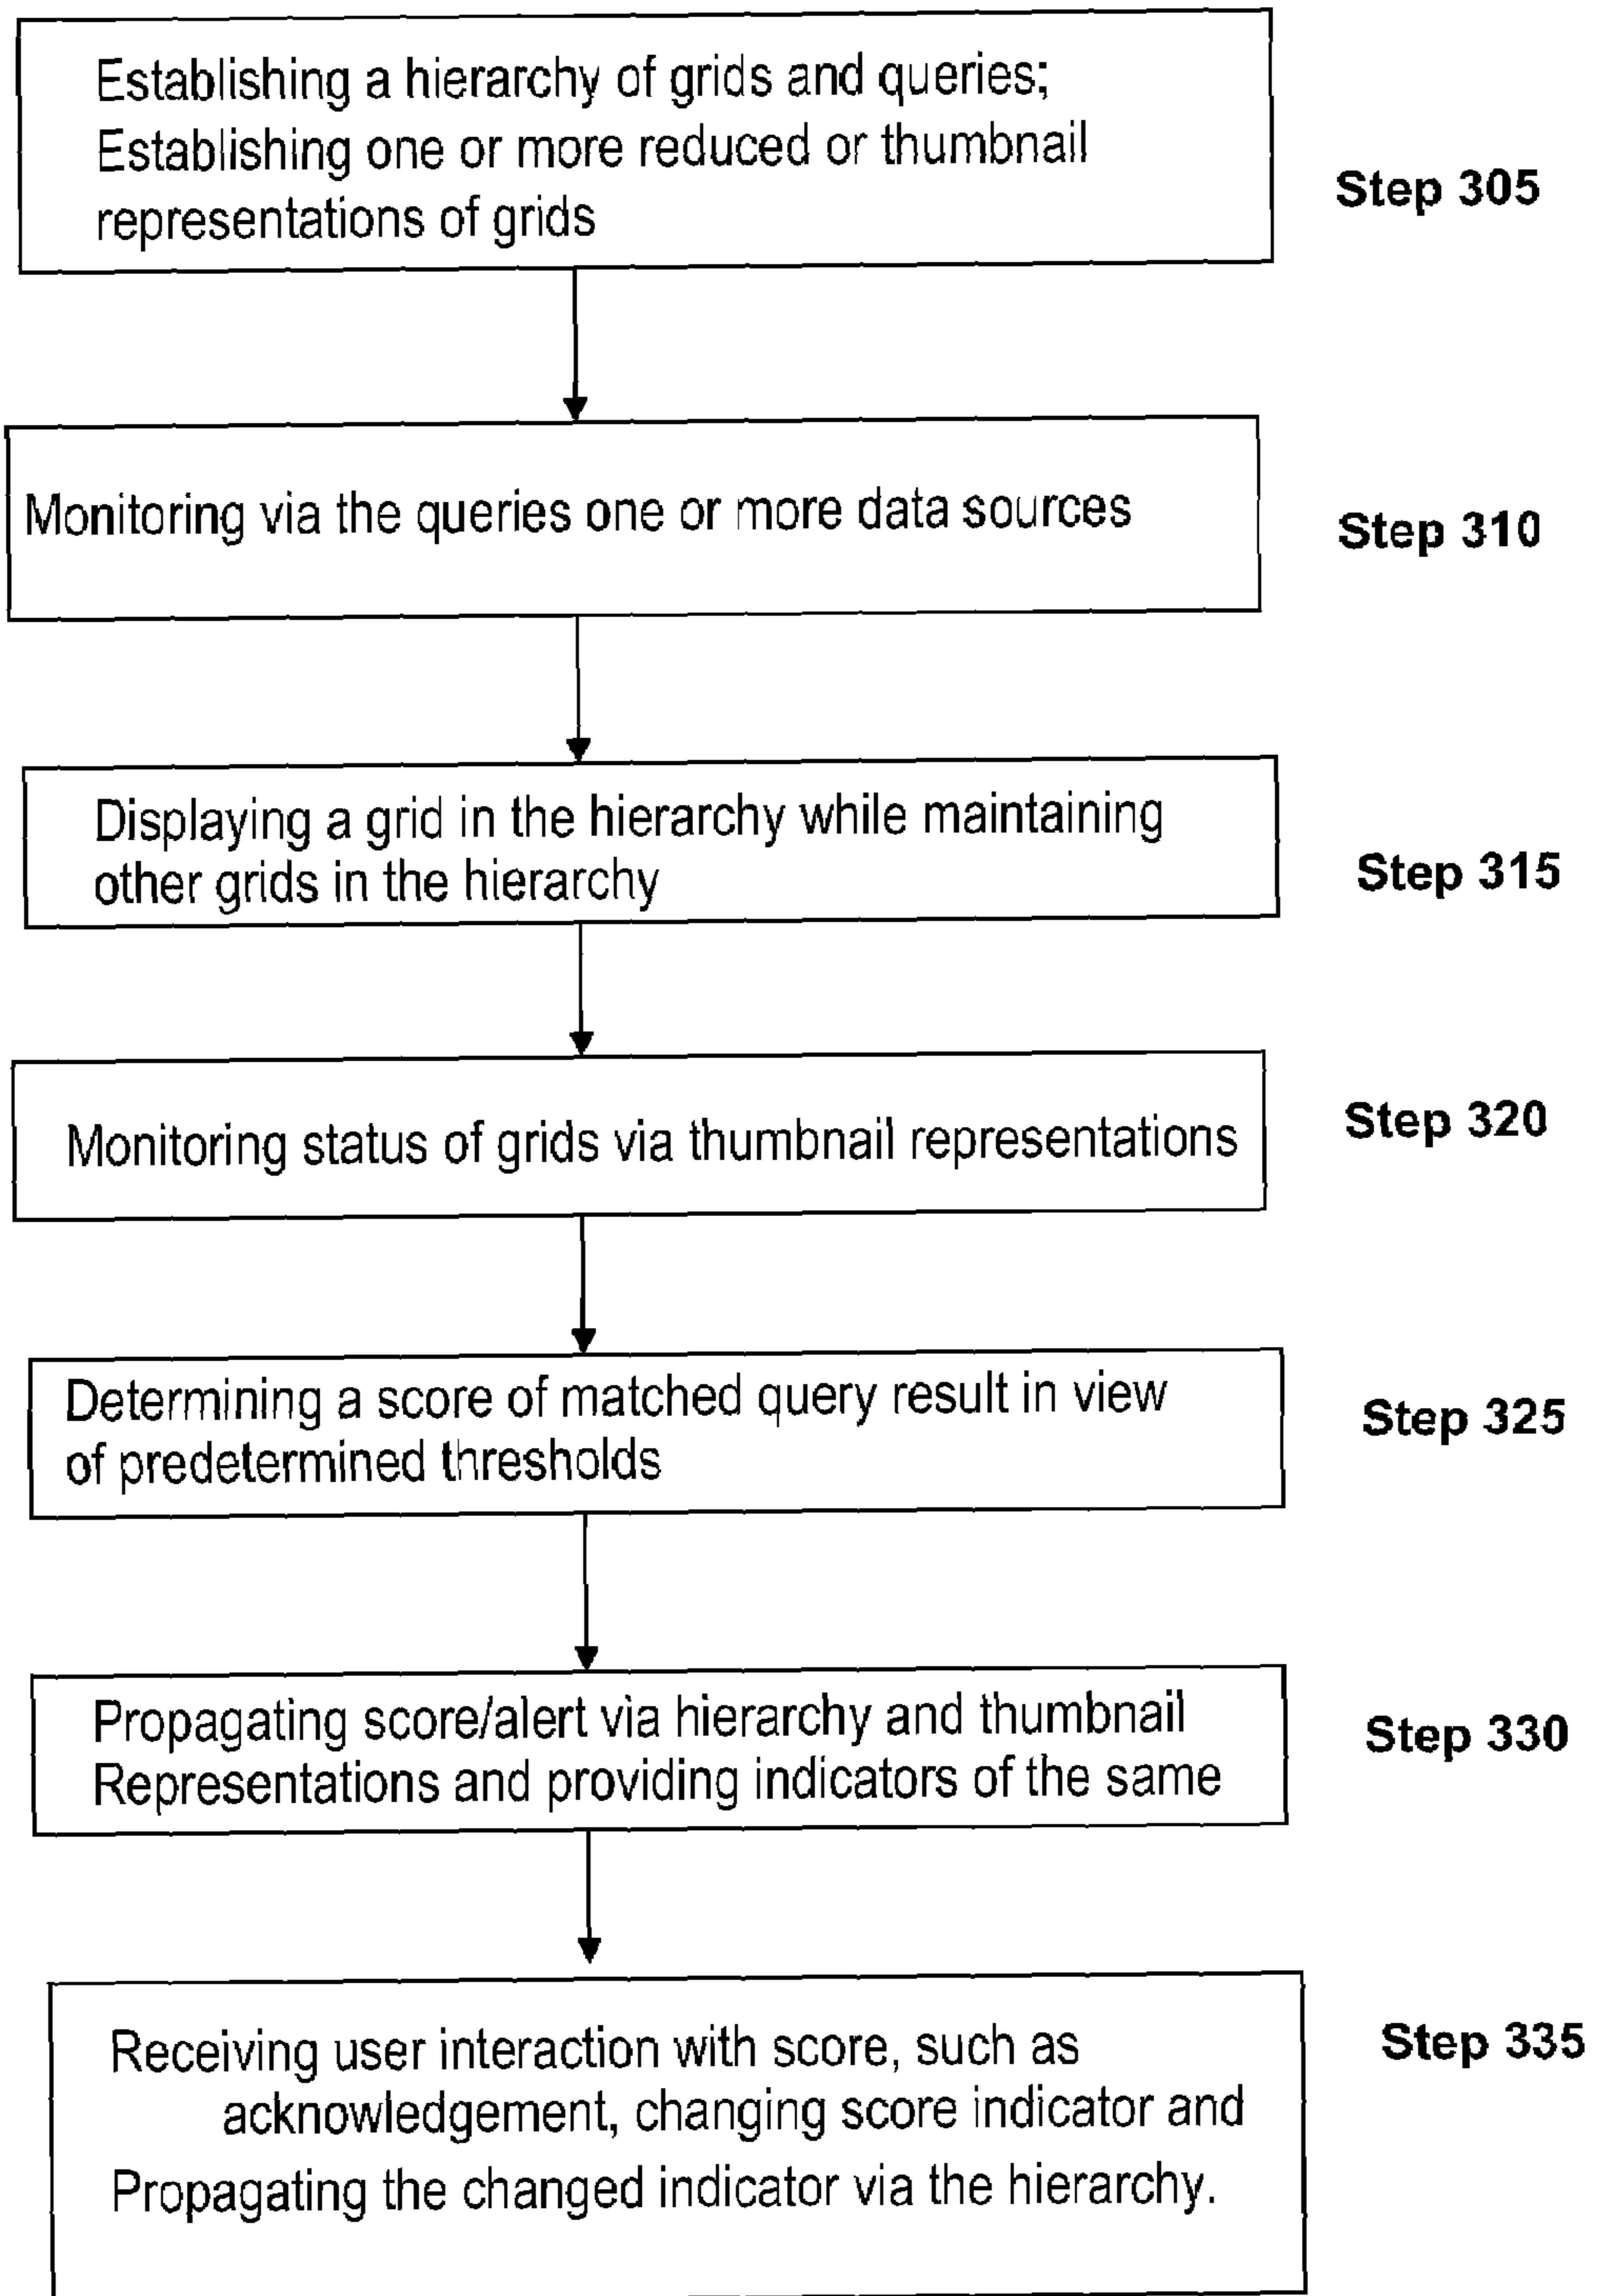 Establishing a hierarchy of grids and queries;
Establishing one or more reduced or thumbnail
representations of grids
Step 305
Monitoring via the queries one or more data sources
Step 310
Displaying a grid in the hierarchy while maintaining
other grids in the hierarchy
Step 315
Monitoring status of grids via thumbnail representations
Step 320
Determining a score of matched query result in view
of predetermined thresholds
Step 325
Propagating score/alert via hierarchy and thumbnail
Representations and providing indicators of the same
Step 330
Receiving user interaction with score, such as
acknowledgement, changing score indicator and
Propagating the changed indicator via the hierarchy.
Step 335